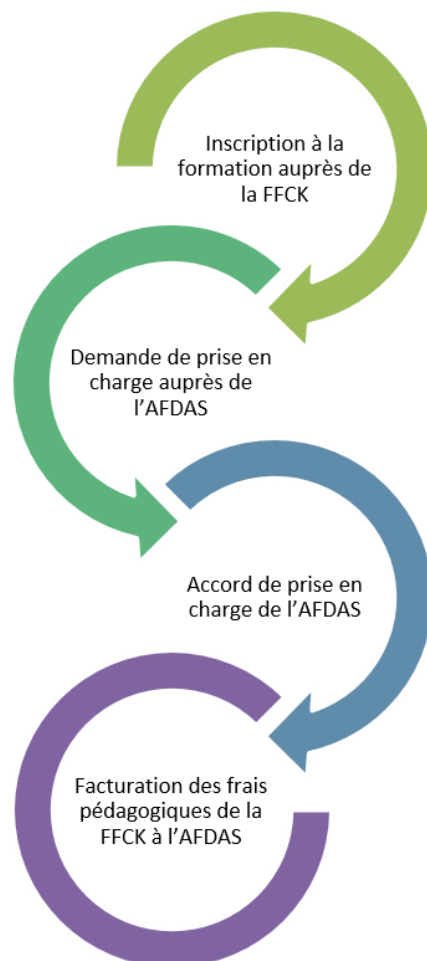 Inscription à la
formation auprès de
la FFCK
Demande de prise en
charge auprès de
l'AFDAS
Accord de prise en
charge de l'AFDAS
Facturation des frais
pédagogiques de la
FFCK à l'AFDAS